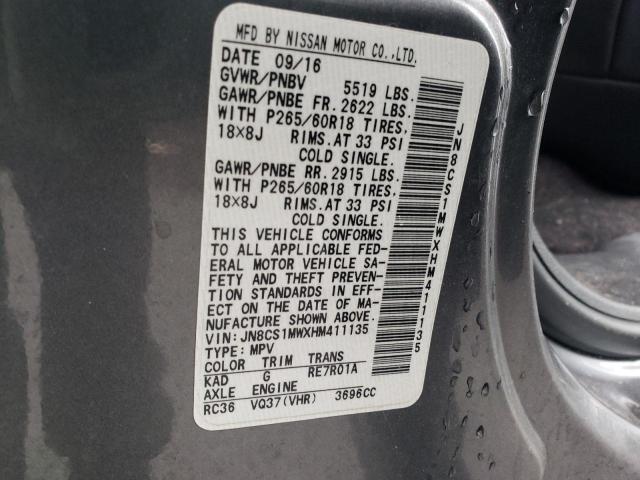 MFD BY NISSAN MOTOR CO.,LTD.
DATE 09/16
GVWR/PNBV 5519 LBS.
GAWR/PNBE FR. 2622 LBS.
WITH P265/60R18 TIRES.
18X8J RIMS.AT 33 PSI
COLD SINGLE.
GAWR/PNBE RR. 2915 LBS.
WITH P265/60R18 TIRES.
18X8J RIMS.AT 33 PSI
COLD SINGLE.
THIS VEHICLE CONFORMS
TO ALL APPLICABLE FED-
ERAL MOTOR VEHICLE SA-
FETY AND THEFT PREVEN-
TION STANDARDS IN EFF-
ECT ON THE DATE OF MA-
NUFACTURE SHOWN ABOVE.
VIN: JN8CS1MWXHM411135
TYPE: MPV
COLOR TRIM TRANS
KAD G RE7R01A
AXLE ENGINE
RC36 VQ37(VHR) 3696CC
JN8CS1MWXHM411135